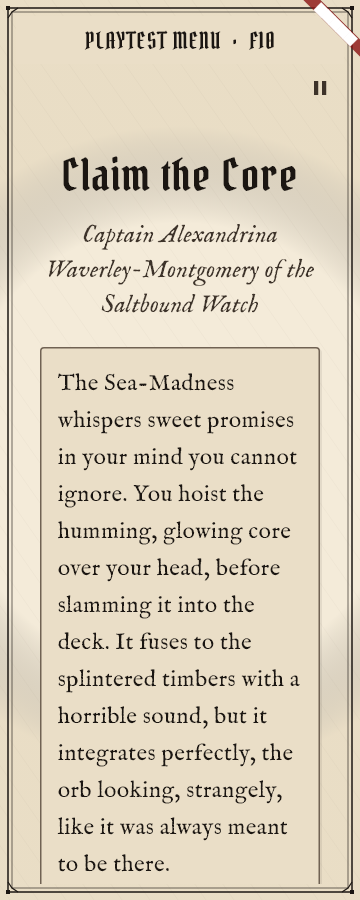 PLAYTEST MENU · F10
Claim the Core
Captain Alexandrina
Waverley-Montgomery of the
Saltbound Watch
The Sea-Madness
whispers sweet promises
in your mind you cannot
ignore. You hoist the
humming, glowing core
over your head, before
slamming it into the
deck. It fuses to the
splintered timbers with a
horrible sound, but it
integrates perfectly, the
orb looking, strangely,
like it was always meant
to be there.